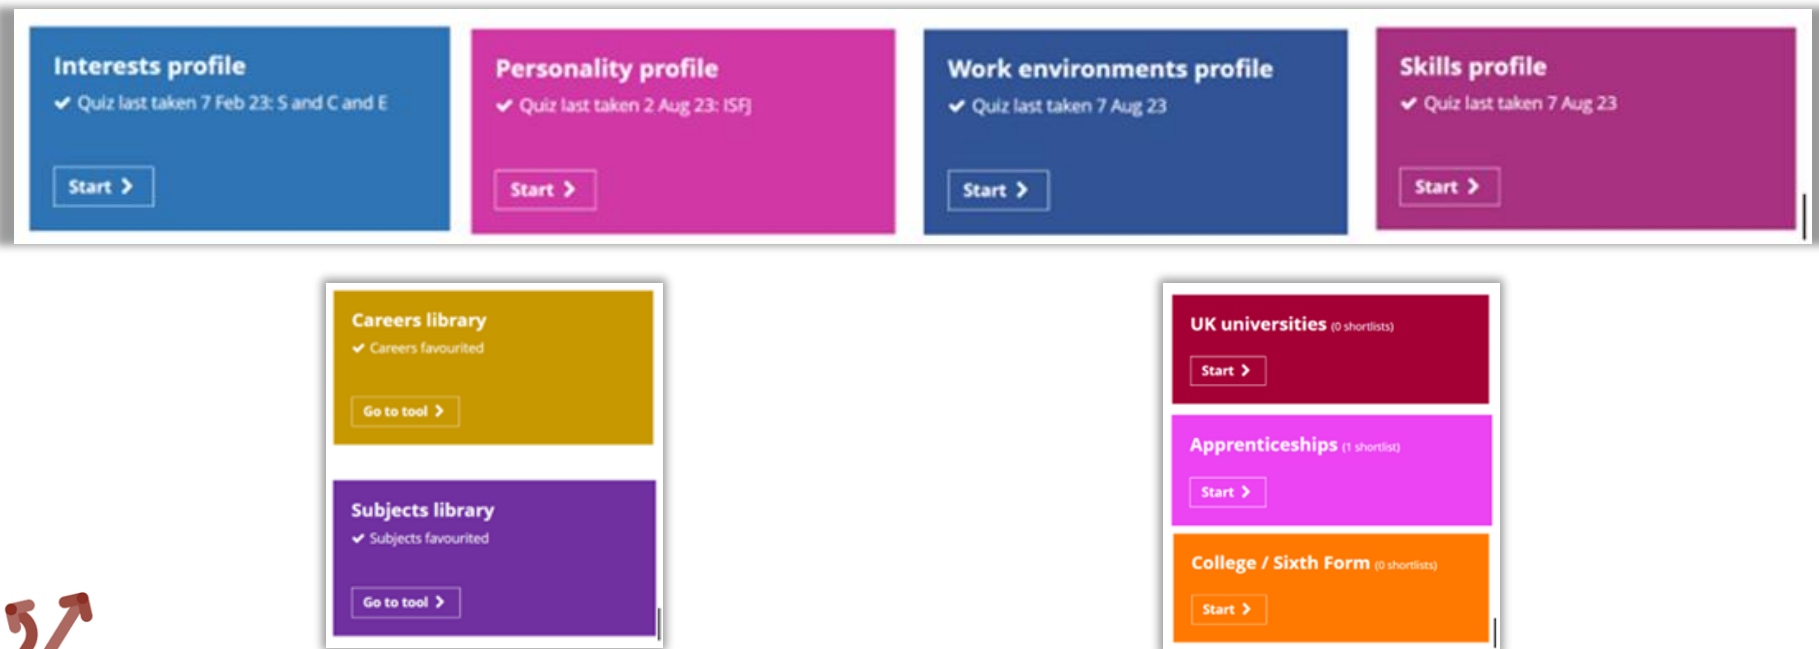 Interests profile
✔ Quiz last taken 7 Feb 23: S and C and E
Start >
Personality profile
✔ Quiz last taken 2 Aug 23: ISFJ
Start >
Work environments profile
✔ Quiz last taken 7 Aug 23
Start >
Skills profile
✔ Quiz last taken 7 Aug 23
Start >
Careers library
✔ Careers favourited
Go to tool >
Subjects library
✔ Subjects favourited
Go to tool >
UK universities (0 shortlists)
Start >
Apprenticeships (1 shortlist)
Start >
College / Sixth Form (0 shortlists)
Start >